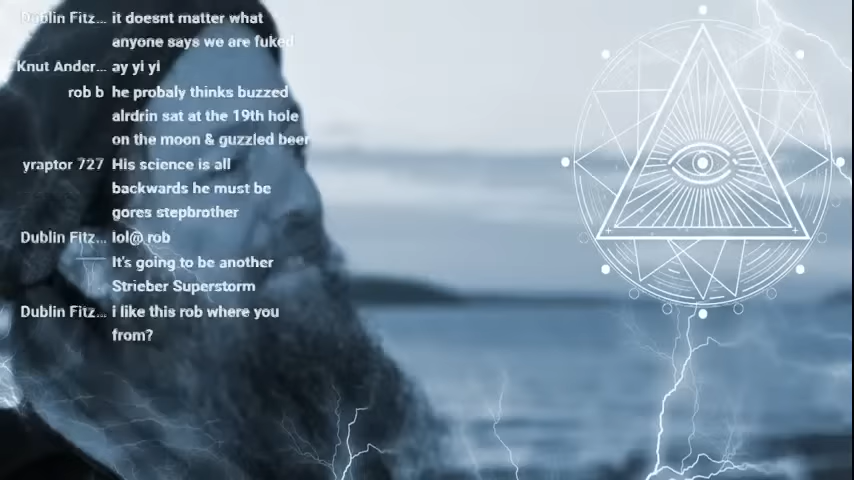 Dublin Fitz... it doesnt matter what
anyone says we are fuked
Knut Ander... ay yi yi
rob b he probaly thinks buzzed
alrdrin sat at the 19th hole
on the moon & guzzled beer
yraptor 727 His science is all
backwards he must be
gores stepbrother
Dublin Fitz... lol@ rob
It's going to be another
Strieber Superstorm
Dublin Fitz... i like this rob where you
from?